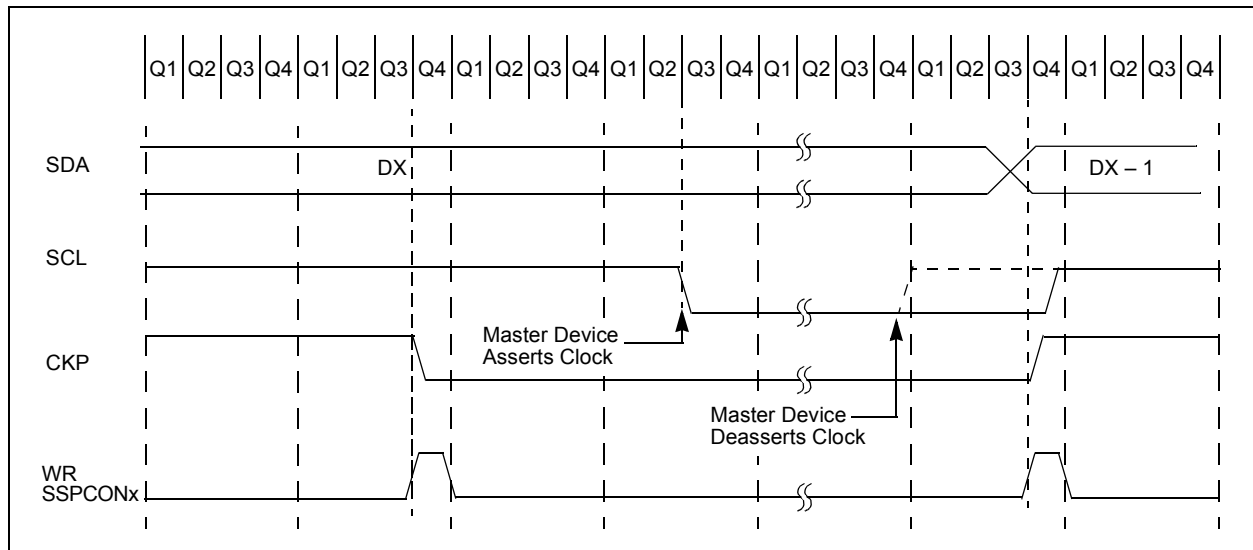 Q1 Q2 Q3 Q4 Q1 Q2 Q3 Q4 Q1 Q2 Q3 Q4 Q1 Q2 Q3 Q4 Q1 Q2 Q3 Q4 Q1 Q2 Q3 Q4 Q1 Q2 Q3 Q4
SDA
DX
DX – 1
SCL
Master Device
Asserts Clock
CKP
Master Device
Deasserts Clock
WR
SSPCONx